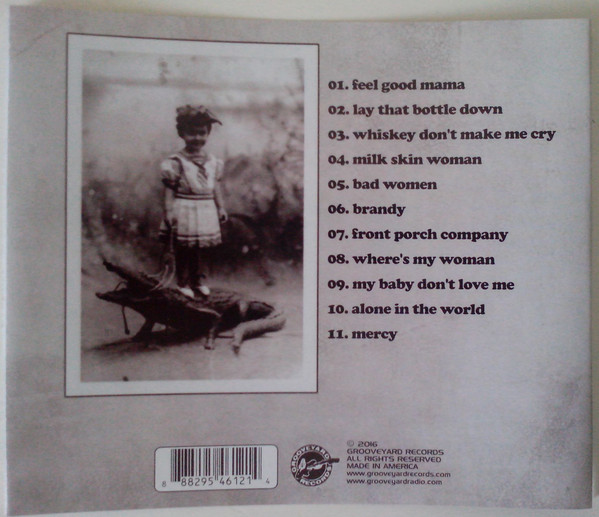 01. feel good mama
02. lay that bottle down
03. whiskey don't make me cry
04. milk skin woman
05. bad women
06. brandy
07. front porch company
08. where's my woman
09. my baby don't love me
10. alone in the world
11. mercy
8 88295 46121 4
GROOVEYARD RECORDS
© 2016
GROOVEYARD RECORDS
ALL RIGHTS RESERVED
MADE IN AMERICA
www.grooveyardrecords.com
www.grooveyardradio.com